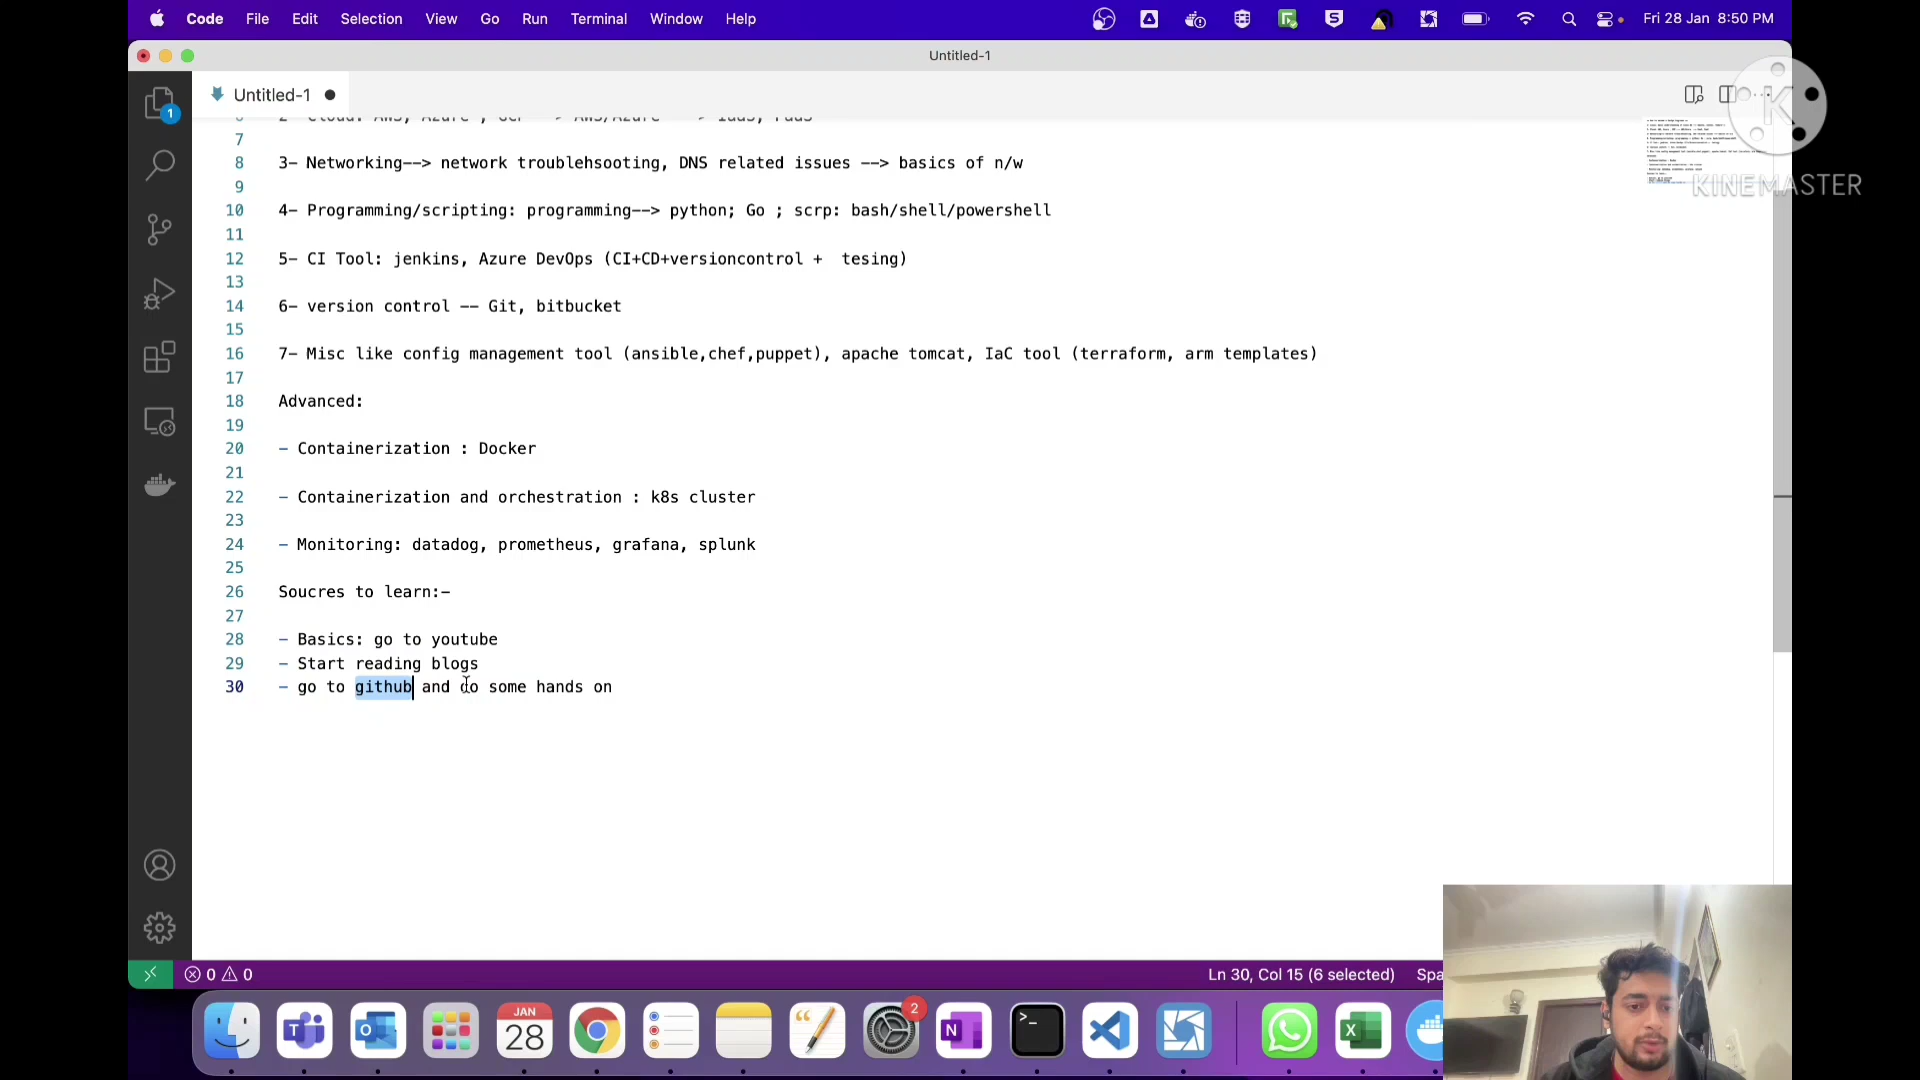 Code File Edit Selection View Go Run Terminal Window Help Fri 28 Jan 8:50 PM
Untitled-1
Untitled-1
KINEMASTER
1
7
8 3- Networking--> network troublehsooting, DNS related issues --> basics of n/w
9
10 4- Programming/scripting: programming--> python; Go ; scrp: bash/shell/powershell
11
12 5- CI Tool: jenkins, Azure DevOps (CI+CD+versioncontrol + tesing)
13
14 6- version control -- Git, bitbucket
15
16 7- Misc like config management tool (ansible,chef,puppet), apache tomcat, IaC tool (terraform, arm templates)
17
18 Advanced:
19
20 - Containerization : Docker
21
22 - Containerization and orchestration : k8s cluster
23
24 - Monitoring: datadog, prometheus, grafana, splunk
25
26 Soucres to learn:-
27
28 - Basics: go to youtube
29 - Start reading blogs
30 - go to github and do some hands on
0 0 Ln 30, Col 15 (6 selected) Spa
JAN
28
2